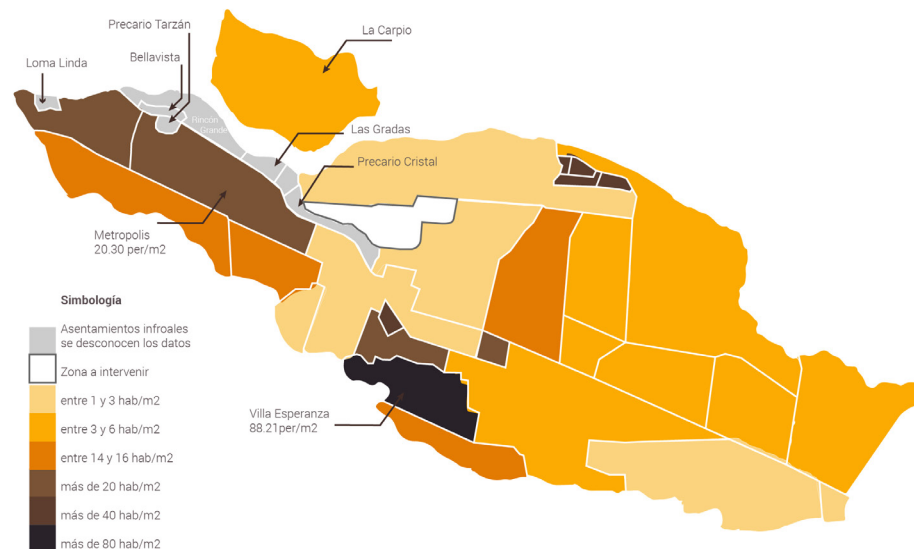 Precario Tarzán
La Carpio
Bellavista
Loma Linda
Rincón
Grande
Las Gradas
Precario Cristal
Metropolis
20.30 per/m2
Villa Esperanza
88.21per/m2
Simbología
Asentamientos infroales
se desconocen los datos
Zona a intervenir
entre 1 y 3 hab/m2
entre 3 y 6 hab/m2
entre 14 y 16 hab/m2
más de 20 hab/m2
más de 40 hab/m2
más de 80 hab/m2